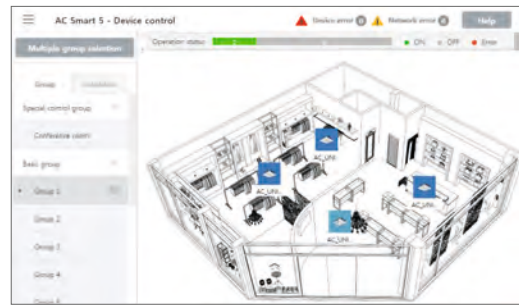 AC Smart 5 - Device control
Device error
Network error
Help
Multiple group selection
Operation status
ON
OFF
Error
Group
Installation
Special control group
Conference room
Basic group
Group 1
Group 2
Group 3
Group 4
AC_UNI..
AC_UNI..
AC_UNI..
AC_UNI..